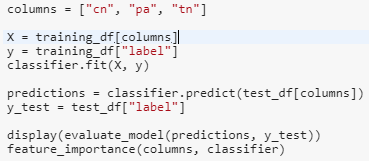 columns = ["cn", "pa", "tn"]
X = training_df[columns]
y = training_df["label"]
classifier.fit(X, y)
predictions = classifier.predict(test_df[columns])
y_test = test_df["label"]
display(evaluate_model(predictions, y_test))
feature_importance(columns, classifier)